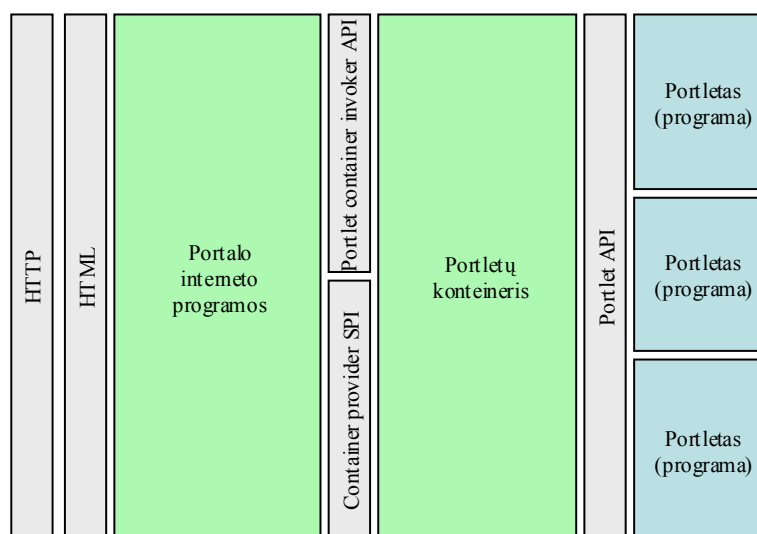 HTTP
HTML
Portalo
interneto
programos
Portlet container invoker API
Container provider SPI
Portletų
konteineris
Portlet API
Portletas
(programa)
Portletas
(programa)
Portletas
(programa)